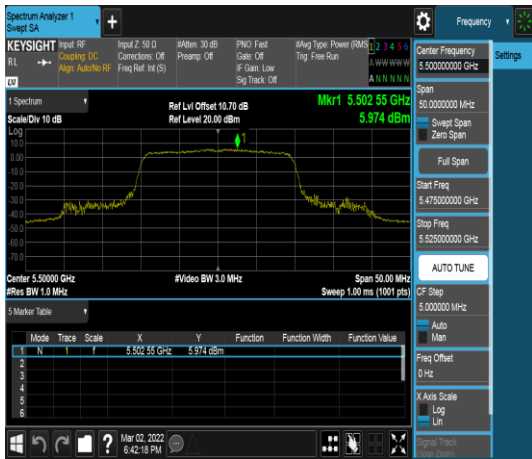 Spectrum Analyzer 1
Swept SA
Frequency
Settings
KEYSIGHT
RL
LXI
Input: RF
Coupling: DC
Align: Auto/No RF
Input Z: 50 Ω
Corrections: Off
Freq Ref: Int (S)
#Atten: 30 dB
Preamp: Off
PNO: Fast
Gate: Off
IF Gain: Low
Sig Track: Off
#Avg Type: Power (RMS
Trig: Free Run
1 2 3 4 5 6
A WWWWW
A N N N N N
1 Spectrum
Scale/Div 10 dB
Log
Ref Lvl Offset 10.70 dB
Ref Level 20.00 dBm
Mkr1 5.502 55 GHz
5.974 dBm
1
10.0
0.00
-10.0
-20.0
-30.0
-40.0
-50.0
-60.0
-70.0
Center 5.50000 GHz
#Res BW 1.0 MHz
#Video BW 3.0 MHz
Span 50.00 MHz
Sweep 1.00 ms (1001 pts)
5 Marker Table
Mode Trace Scale X Y Function Function Width Function Value
1 N 1 f 5.502 55 GHz 5.974 dBm
2
3
4
5
6
Mar 02, 2022
6:42:18 PM
Center Frequency
5.500000000 GHz
Span
50.0000000 MHz
Swept Span
Zero Span
Full Span
Start Freq
5.475000000 GHz
Stop Freq
5.525000000 GHz
AUTO TUNE
CF Step
5.000000 MHz
Auto
Man
Freq Offset
0 Hz
X Axis Scale
Log
Lin
Signal Track
(Span Zoom)